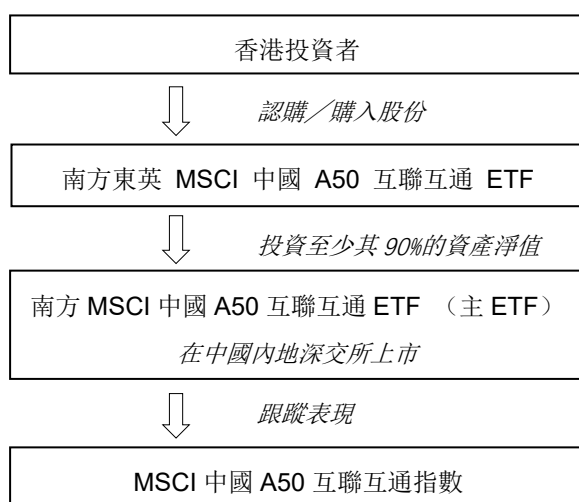 香港投資者
認購／購入股份
南方東英 MSCI 中國 A50 互聯互通 ETF
投資至少其 90%的資產淨值
南方 MSCI 中國 A50 互聯互通 ETF （主 ETF）
在中國內地深交所上市
跟蹤表現
MSCI 中國 A50 互聯互通指數